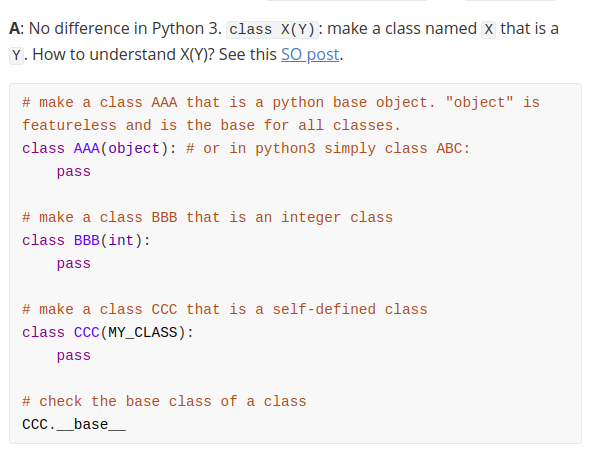 A: No difference in Python 3. class X(Y): make a class named X that is a
Y. How to understand X(Y)? See this SO post.
# make a class AAA that is a python base object. "object" is
featureless and is the base for all classes.
class AAA(object): # or in python3 simply class ABC:
    pass
# make a class BBB that is an integer class
class BBB(int):
    pass
# make a class CCC that is a self-defined class
class CCC(MY_CLASS):
    pass
# check the base class of a class
CCC.__base__